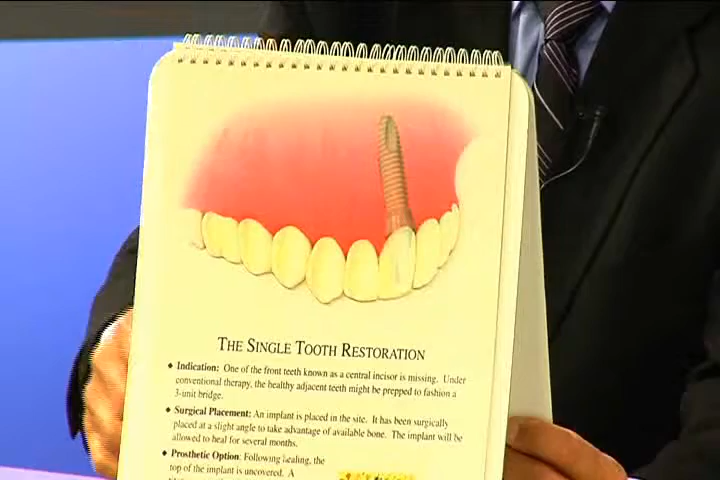 THE SINGLE TOOTH RESTORATION
◆ Indication: One of the front teeth known as a central incisor is missing. Under
conventional therapy, the healthy adjacent teeth might be prepped to fashion a
3-unit bridge.
◆ Surgical Placement: An implant is placed in the site. It has been surgically
placed at a slight angle to take advantage of available bone. The implant will be
allowed to heal for several months.
◆ Prosthetic Option: Following healing, the
top of the implant is uncovered. A